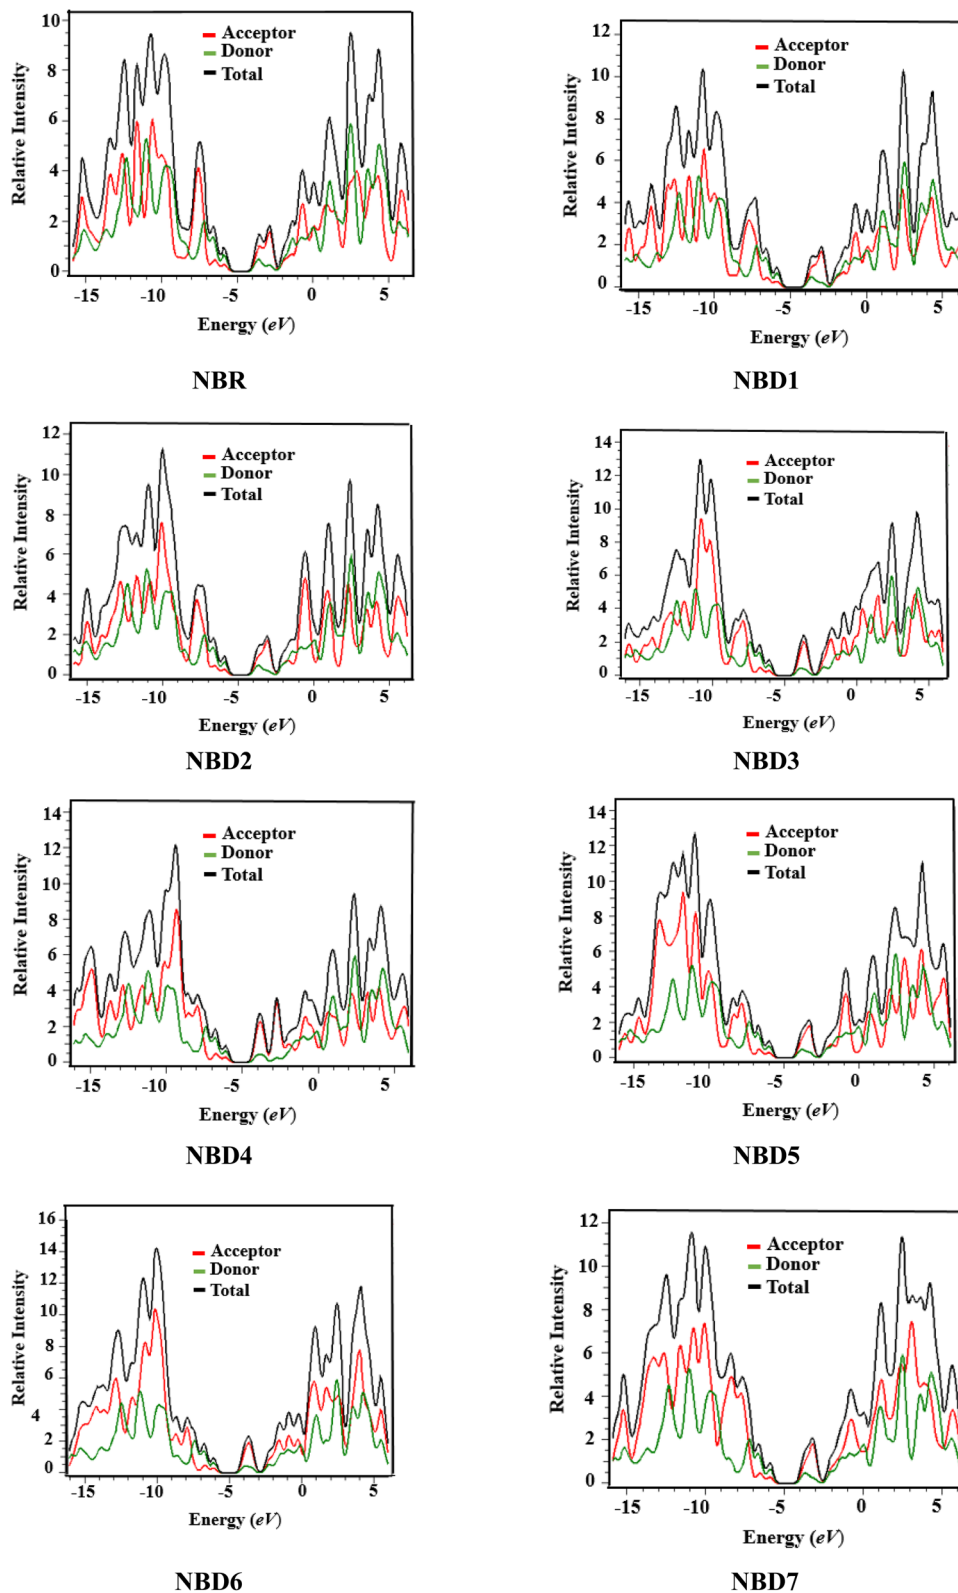 10
8
6
4
2
0
Relative Intensity
Acceptor
Donor
Total
-15 -10 -5 0 5
Energy (eV)
NBR
12
10
8
6
4
2
0
Relative Intensity
Acceptor
Donor
Total
-15 -10 -5 0 5
Energy (eV)
NBD1
12
10
8
6
4
2
0
Relative Intensity
Acceptor
Donor
Total
-15 -10 -5 0 5
Energy (eV)
NBD2
14
12
10
8
6
4
2
0
Relative Intensity
Acceptor
Donor
Total
-15 -10 -5 0 5
Energy (eV)
NBD3
14
12
10
8
6
4
2
0
Relative Intensity
Acceptor
Donor
Total
-15 -10 -5 0 5
Energy (eV)
NBD4
14
12
10
8
6
4
2
0
Relative Intensity
Acceptor
Donor
Total
-15 -10 -5 0 5
Energy (eV)
NBD5
16
14
12
10
8
6
4
2
0
Relative Intensity
Acceptor
Donor
Total
-15 -10 -5 0 5
Energy (eV)
NBD6
12
10
8
6
4
2
0
Relative Intensity
Acceptor
Donor
Total
-15 -10 -5 0 5
Energy (eV)
NBD7